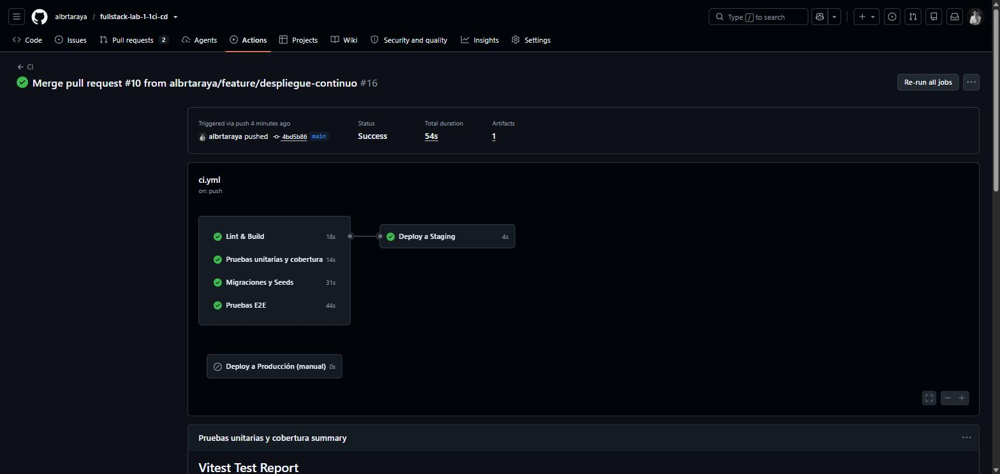 albrtaraya / fullstack-lab-1-1ci-cd
Type / to search
Code Issues Pull requests 2 Agents Actions Projects Wiki Security and quality Insights Settings
CI
Merge pull request #10 from albrtaraya/feature/despliegue-continuo #16
Re-run all jobs
Triggered via push 4 minutes ago Status Total duration Artifacts
albrtaraya pushed 4bd5b86 main Success 54s 1
ci.yml
on: push
Lint & Build 18s Deploy a Staging 4s
Pruebas unitarias y cobertura 14s
Migraciones y Seeds 31s
Pruebas E2E 44s
Deploy a Producción (manual) 0s
Pruebas unitarias y cobertura summary
Vitest Test Report